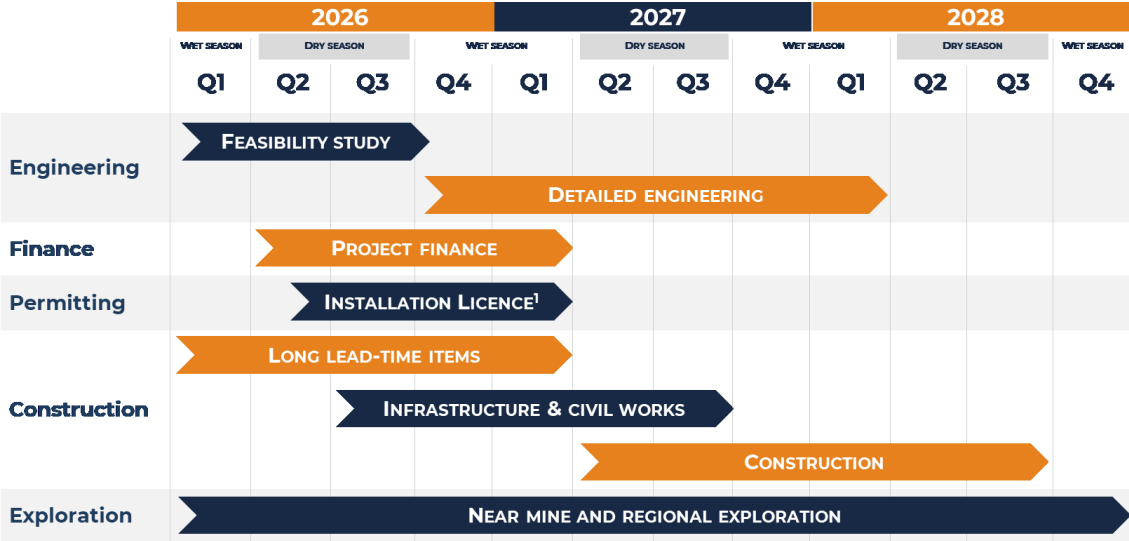 2026 2027 2028
WET SEASON DRY SEASON WET SEASON DRY SEASON WET SEASON DRY SEASON WET SEASON
Q1 Q2 Q3 Q4 Q1 Q2 Q3 Q4 Q1 Q2 Q3 Q4
Engineering
FEASIBILITY STUDY
DETAILED ENGINEERING
Finance
PROJECT FINANCE
Permitting
INSTALLATION LICENCE¹
Construction
LONG LEAD-TIME ITEMS
INFRASTRUCTURE & CIVIL WORKS
CONSTRUCTION
Exploration
NEAR MINE AND REGIONAL EXPLORATION